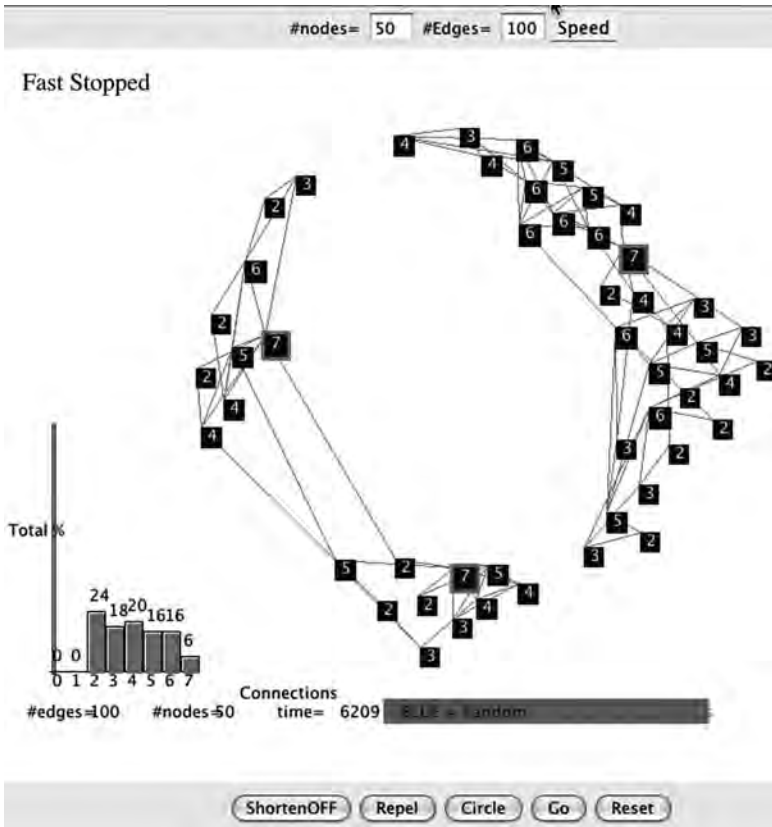 #nodes= 50 #Edges= 100 Speed
Fast Stopped
4 3 6
4 5
3 6 5
2 6 4
6 6
7
6
2 4 3
2 6 4 3
7 5
5
2 5 4 2
2
4 6 2
4 3 2
3
5
2
3
Total %
5 2 7 5
4
2 2 4
3
3
24 18 20 16 16 6
0 0
0 1 2 3 4 5 6 7
Connections
#edges=100 #nodes=50 time= 6209 BLUE = random
ShortenOFF Repel Circle Go Reset